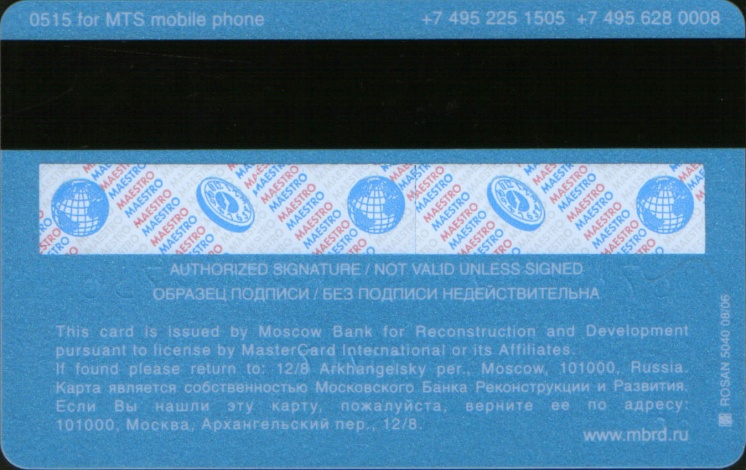 0515 for MTS mobile phone +7 495 225 1505 +7 495 628 0008
MAESTRO MAESTRO MAESTRO MAESTRO
AUTHORIZED SIGNATURE / NOT VALID UNLESS SIGNED
ОБРАЗЕЦ ПОДПИСИ / БЕЗ ПОДПИСИ НЕДЕЙСТВИТЕЛЬНА
This card is issued by Moscow Bank for Reconstruction and Development
pursuant to license by MasterCard International or its Affiliates.
If found please return to: 12/8 Arkhangelsky per., Moscow, 101000, Russia.
Карта является собственностью Московского Банка Реконструкции и Развития.
Если Вы нашли эту карту, пожалуйста, верните ее по адресу:
101000, Москва, Архангельский пер., 12/8.
www.mbrd.ru
ROSAN 5040 08/06